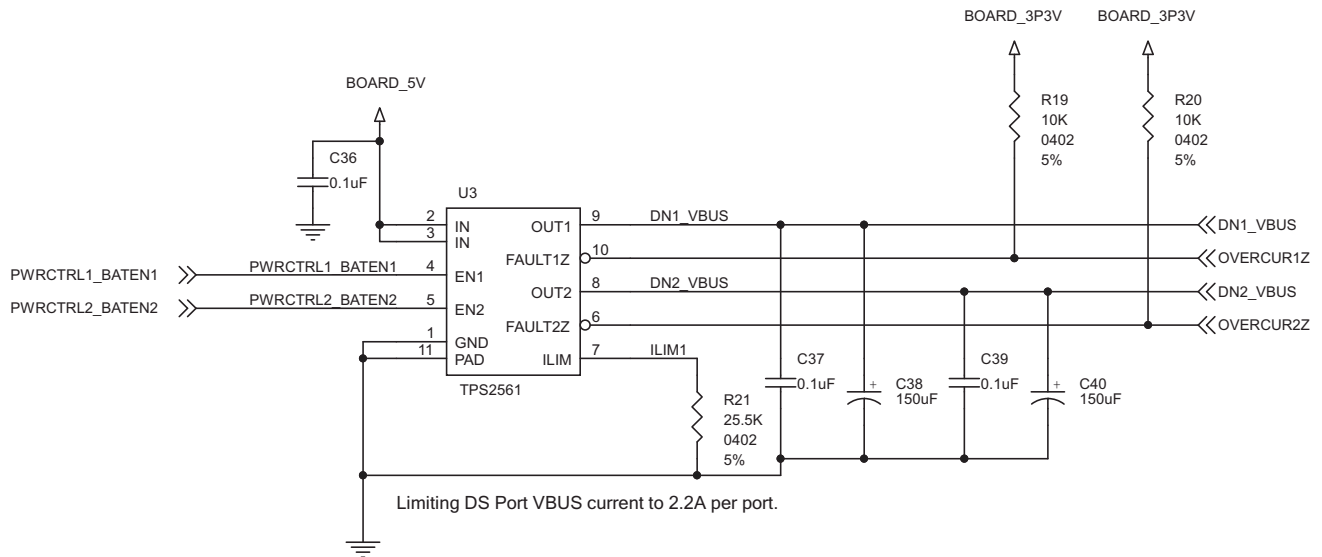 BOARD_3P3V
BOARD_3P3V
BOARD_5V
R19
10K
0402
5%
R20
10K
0402
5%
C36
0.1uF
U3
2
IN
3
IN
OUT1
9
DN1_VBUS
DN1_VBUS
FAULT1Z
10
OVERCUR1Z
PWRCTRL1_BATEN1
PWRCTRL1_BATEN1
4
EN1
OUT2
8
DN2_VBUS
DN2_VBUS
PWRCTRL2_BATEN2
PWRCTRL2_BATEN2
5
EN2
FAULT2Z
6
OVERCUR2Z
1
GND
11
PAD
ILIM
7
ILIM1
TPS2561
R21
25.5K
0402
5%
C37
0.1uF
+
C38
150uF
C39
0.1uF
+
C40
150uF
Limiting DS Port VBUS current to 2.2A per port.